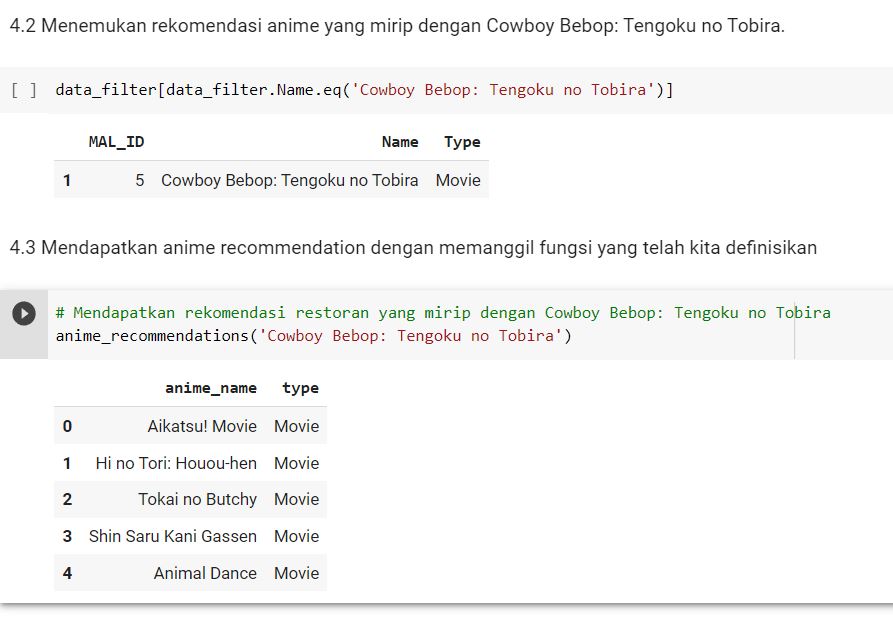 4.2 Menemukan rekomendasi anime yang mirip dengan Cowboy Bebop: Tengoku no Tobira.
[ ] data_filter[data_filter.Name.eq('Cowboy Bebop: Tengoku no Tobira')]
MAL_ID Name Type
1 5 Cowboy Bebop: Tengoku no Tobira Movie
4.3 Mendapatkan anime recommendation dengan memanggil fungsi yang telah kita definisikan
# Mendapatkan rekomendasi restoran yang mirip dengan Cowboy Bebop: Tengoku no Tobira
anime_recommendations('Cowboy Bebop: Tengoku no Tobira')
anime_name type
0 Aikatsu! Movie Movie
1 Hi no Tori: Houou-hen Movie
2 Tokai no Butchy Movie
3 Shin Saru Kani Gassen Movie
4 Animal Dance Movie